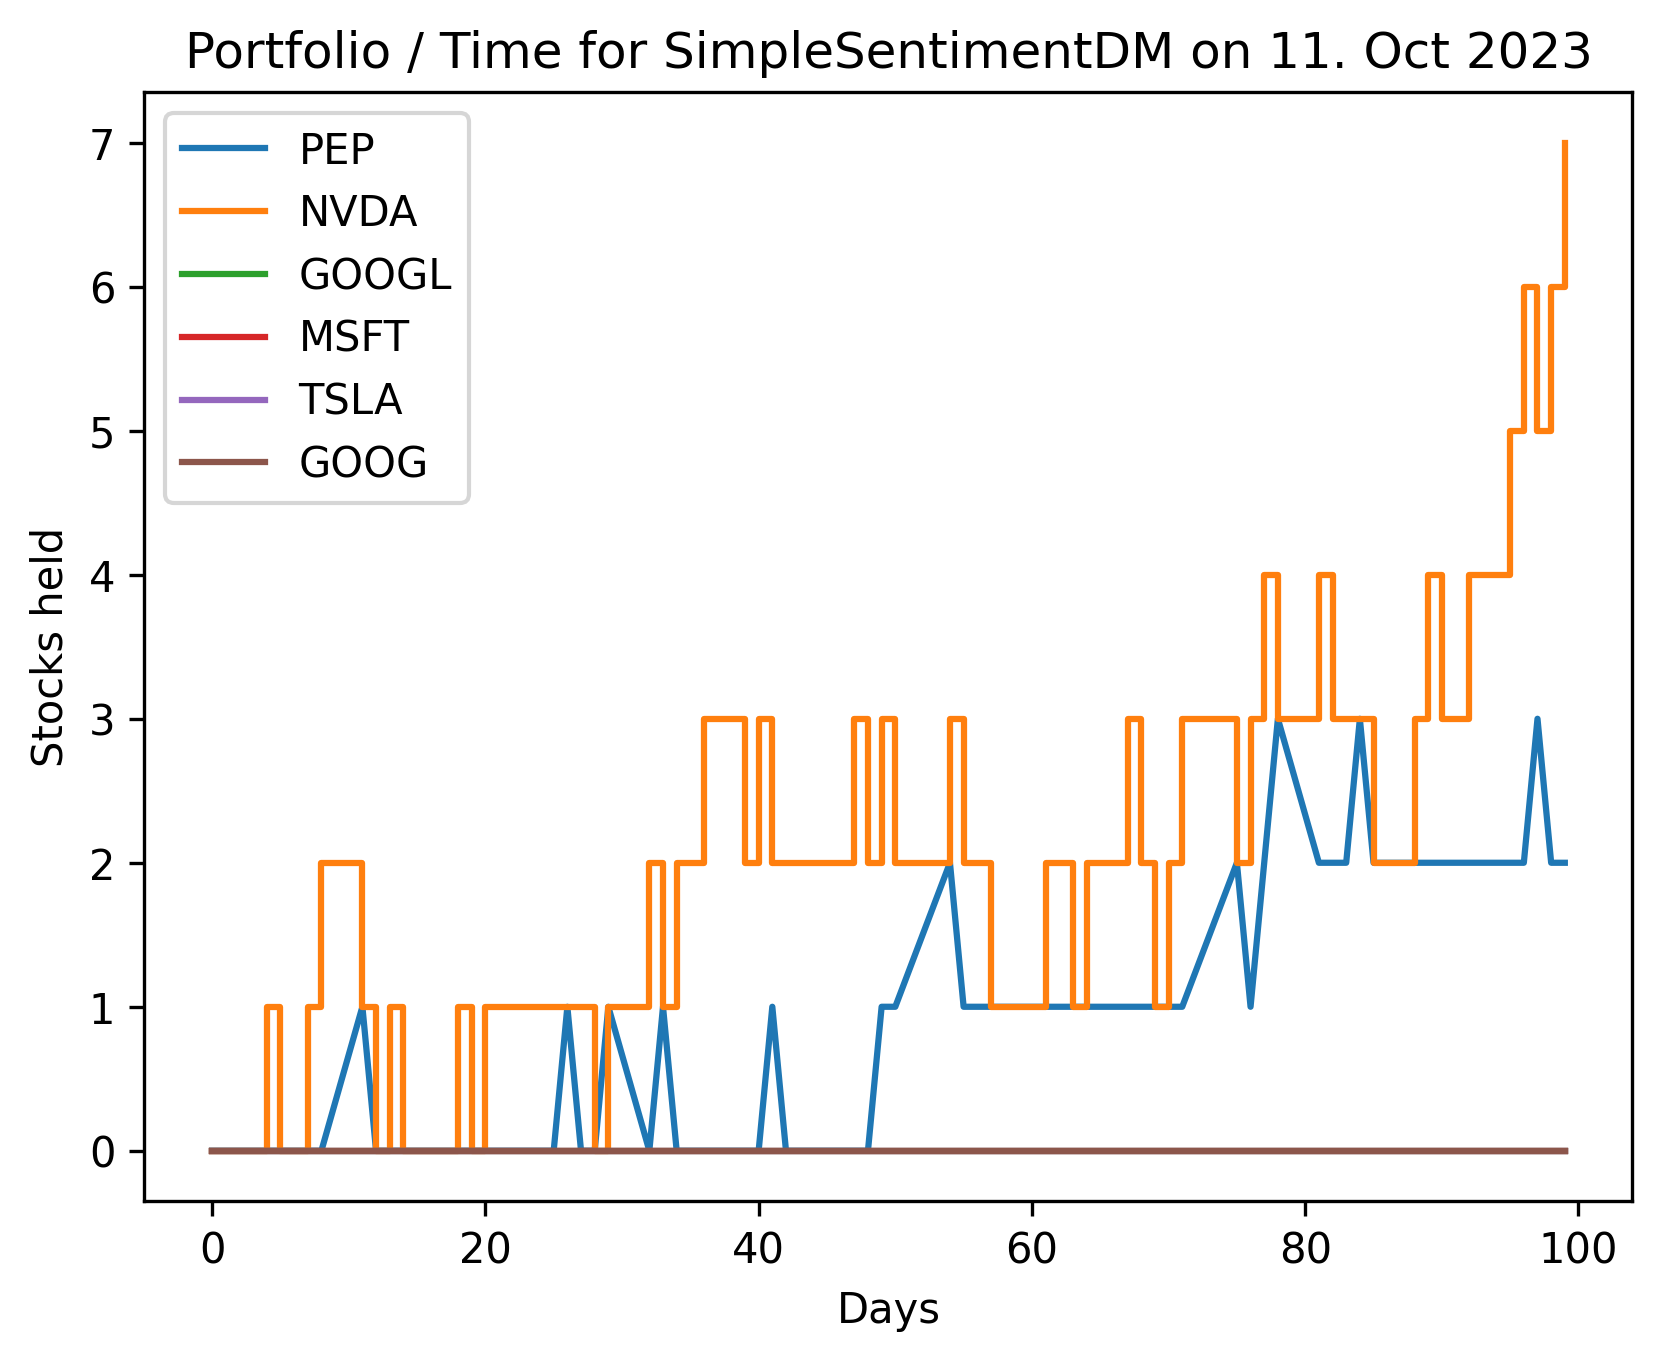 Portfolio / Time for SimpleSentimentDM on 11. Oct 2023
PEP
NVDA
GOOGL
MSFT
TSLA
GOOG
7
6
5
4
3
2
1
0
Stocks held
0 20 40 60 80 100
Days